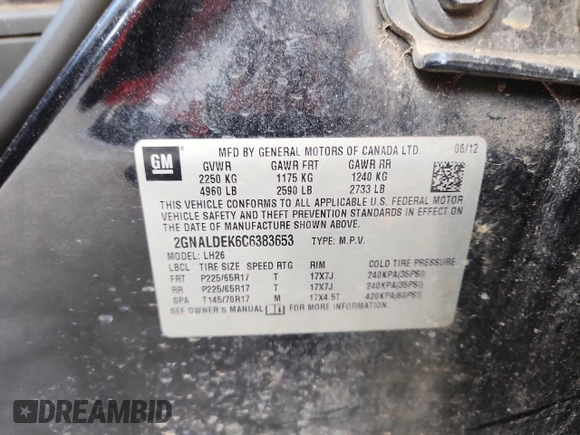 GM
MFD BY GENERAL MOTORS OF CANADA LTD. 06/12
GVWR GAWR FRT GAWR RR
2250 KG 1175 KG 1240 KG
4960 LB 2590 LB 2733 LB
THIS VEHICLE CONFORMS TO ALL APPLICABLE U.S. FEDERAL MOTOR
VEHICLE SAFETY AND THEFT PREVENTION STANDARDS IN EFFECT ON
THE DATE OF MANUFACTURE SHOWN ABOVE.
2GNALDEK6C6383653 TYPE: M.P.V.
MODEL: LH26
LBCL TIRE SIZE SPEED RTG RIM COLD TIRE PRESSURE
FRT P225/65R17 T 17X7J 240KPA(35PSI)
RR P225/65R17 T 17X7J 240KPA(35PSI)
SPA T145/70R17 M 17X4.5T 420KPA(60PSI)
SEE OWNER'S MANUAL FOR MORE INFORMATION.
DREAMBID